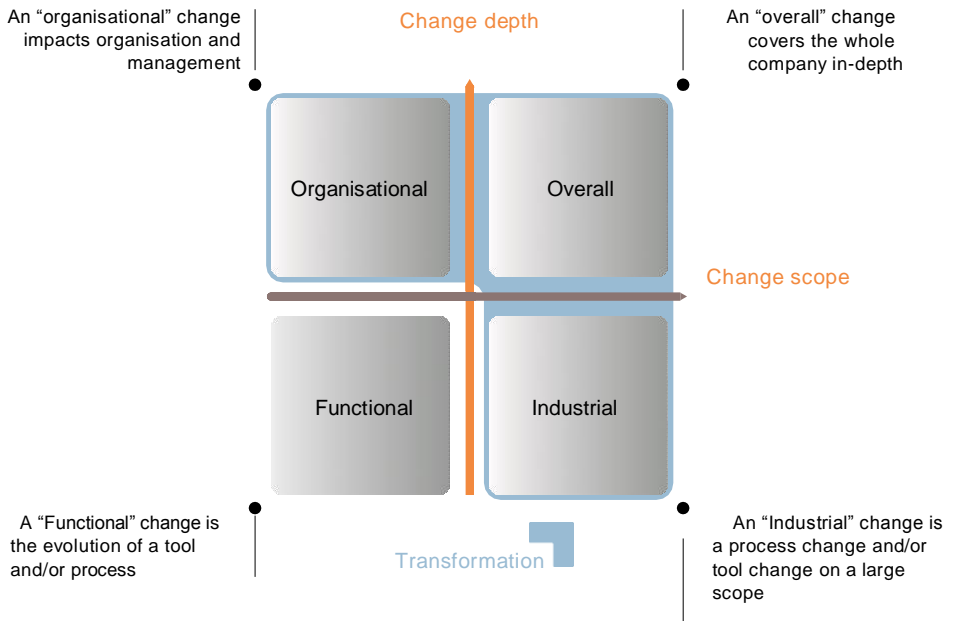 An “organisational” change
impacts organisation and
management
Change depth
An “overall” change
covers the whole
company in-depth
Organisational
Overall
Change scope
Functional
Industrial
A “Functional” change is
the evolution of a tool
and/or process
Transformation
An “Industrial” change is
a process change and/or
tool change on a large
scope